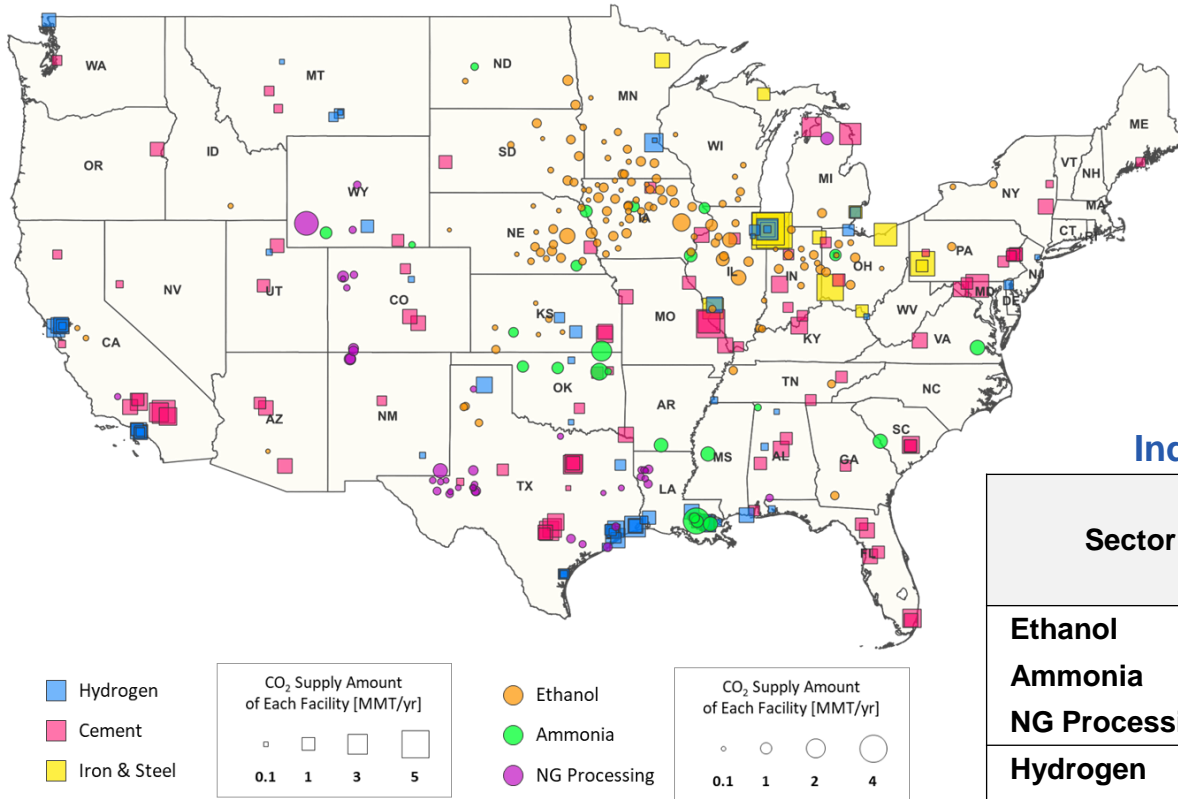 WA
MT
ND
MN
ME
OR
ID
SD
WI
VT
NH
WY
MI
NY
MA
CT
RI
NE
IA
PA
NV
UT
IL
IN
OH
NJ
MD
DE
CO
WV
CA
KS
MO
KY
VA
TN
NC
OK
AR
AZ
NM
SC
MS
AL
GA
TX
LA
FL
Ind
Sector
Ethanol
Ammonia
NG Processi
Hydrogen
Hydrogen
Cement
Iron & Steel
CO₂ Supply Amount
of Each Facility [MMT/yr]
0.1 1 3 5
Ethanol
Ammonia
NG Processing
CO₂ Supply Amount
of Each Facility [MMT/yr]
0.1 1 2 4